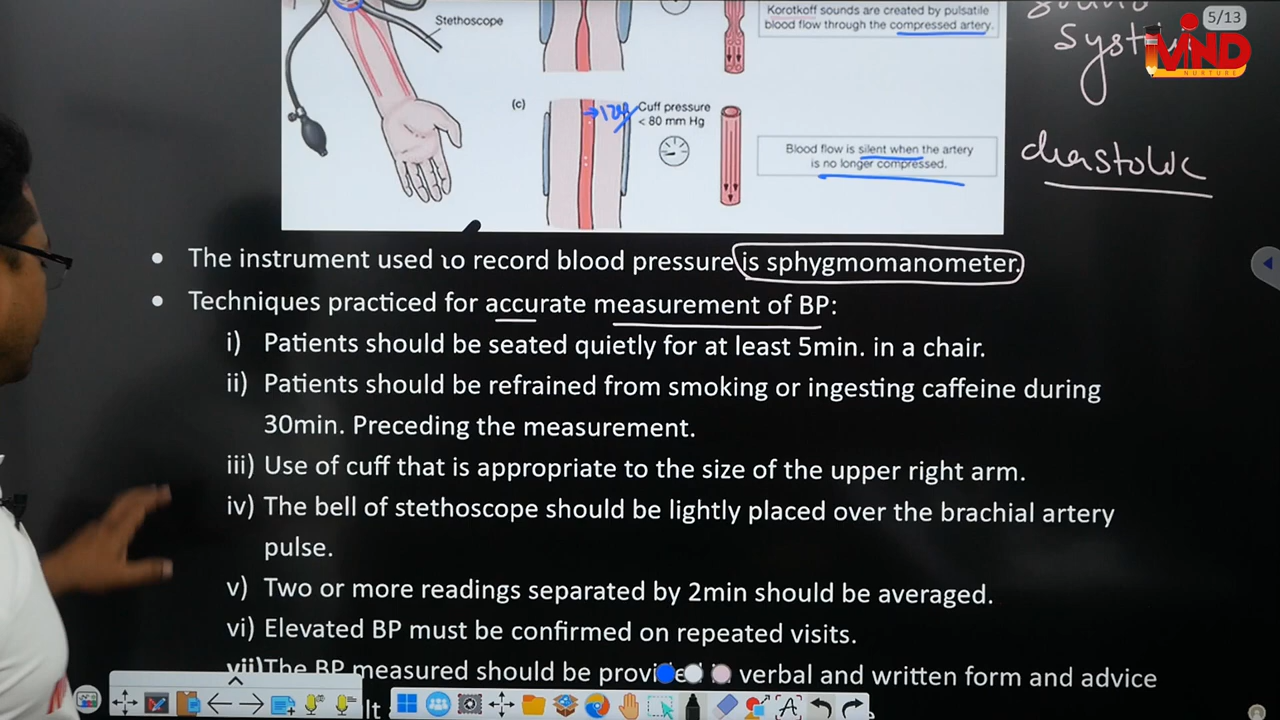 Stethoscope
Korotkoff sounds are created by pulsatile
blood flow through the compressed artery.
5/13
MIND
NURTURE
(c)
120
Cuff pressure
< 80 mm Hg
Blood flow is silent when the artery
is no longer compressed.
diastolic
• The instrument used to record blood pressure is sphygmomanometer.
• Techniques practiced for accurate measurement of BP:
i) Patients should be seated quietly for at least 5min. in a chair.
ii) Patients should be refrained from smoking or ingesting caffeine during
30min. Preceding the measurement.
iii) Use of cuff that is appropriate to the size of the upper right arm.
iv) The bell of stethoscope should be lightly placed over the brachial artery
pulse.
v) Two or more readings separated by 2min should be averaged.
vi) Elevated BP must be confirmed on repeated visits.
vii)The BP measured should be provided in verbal and written form and advice